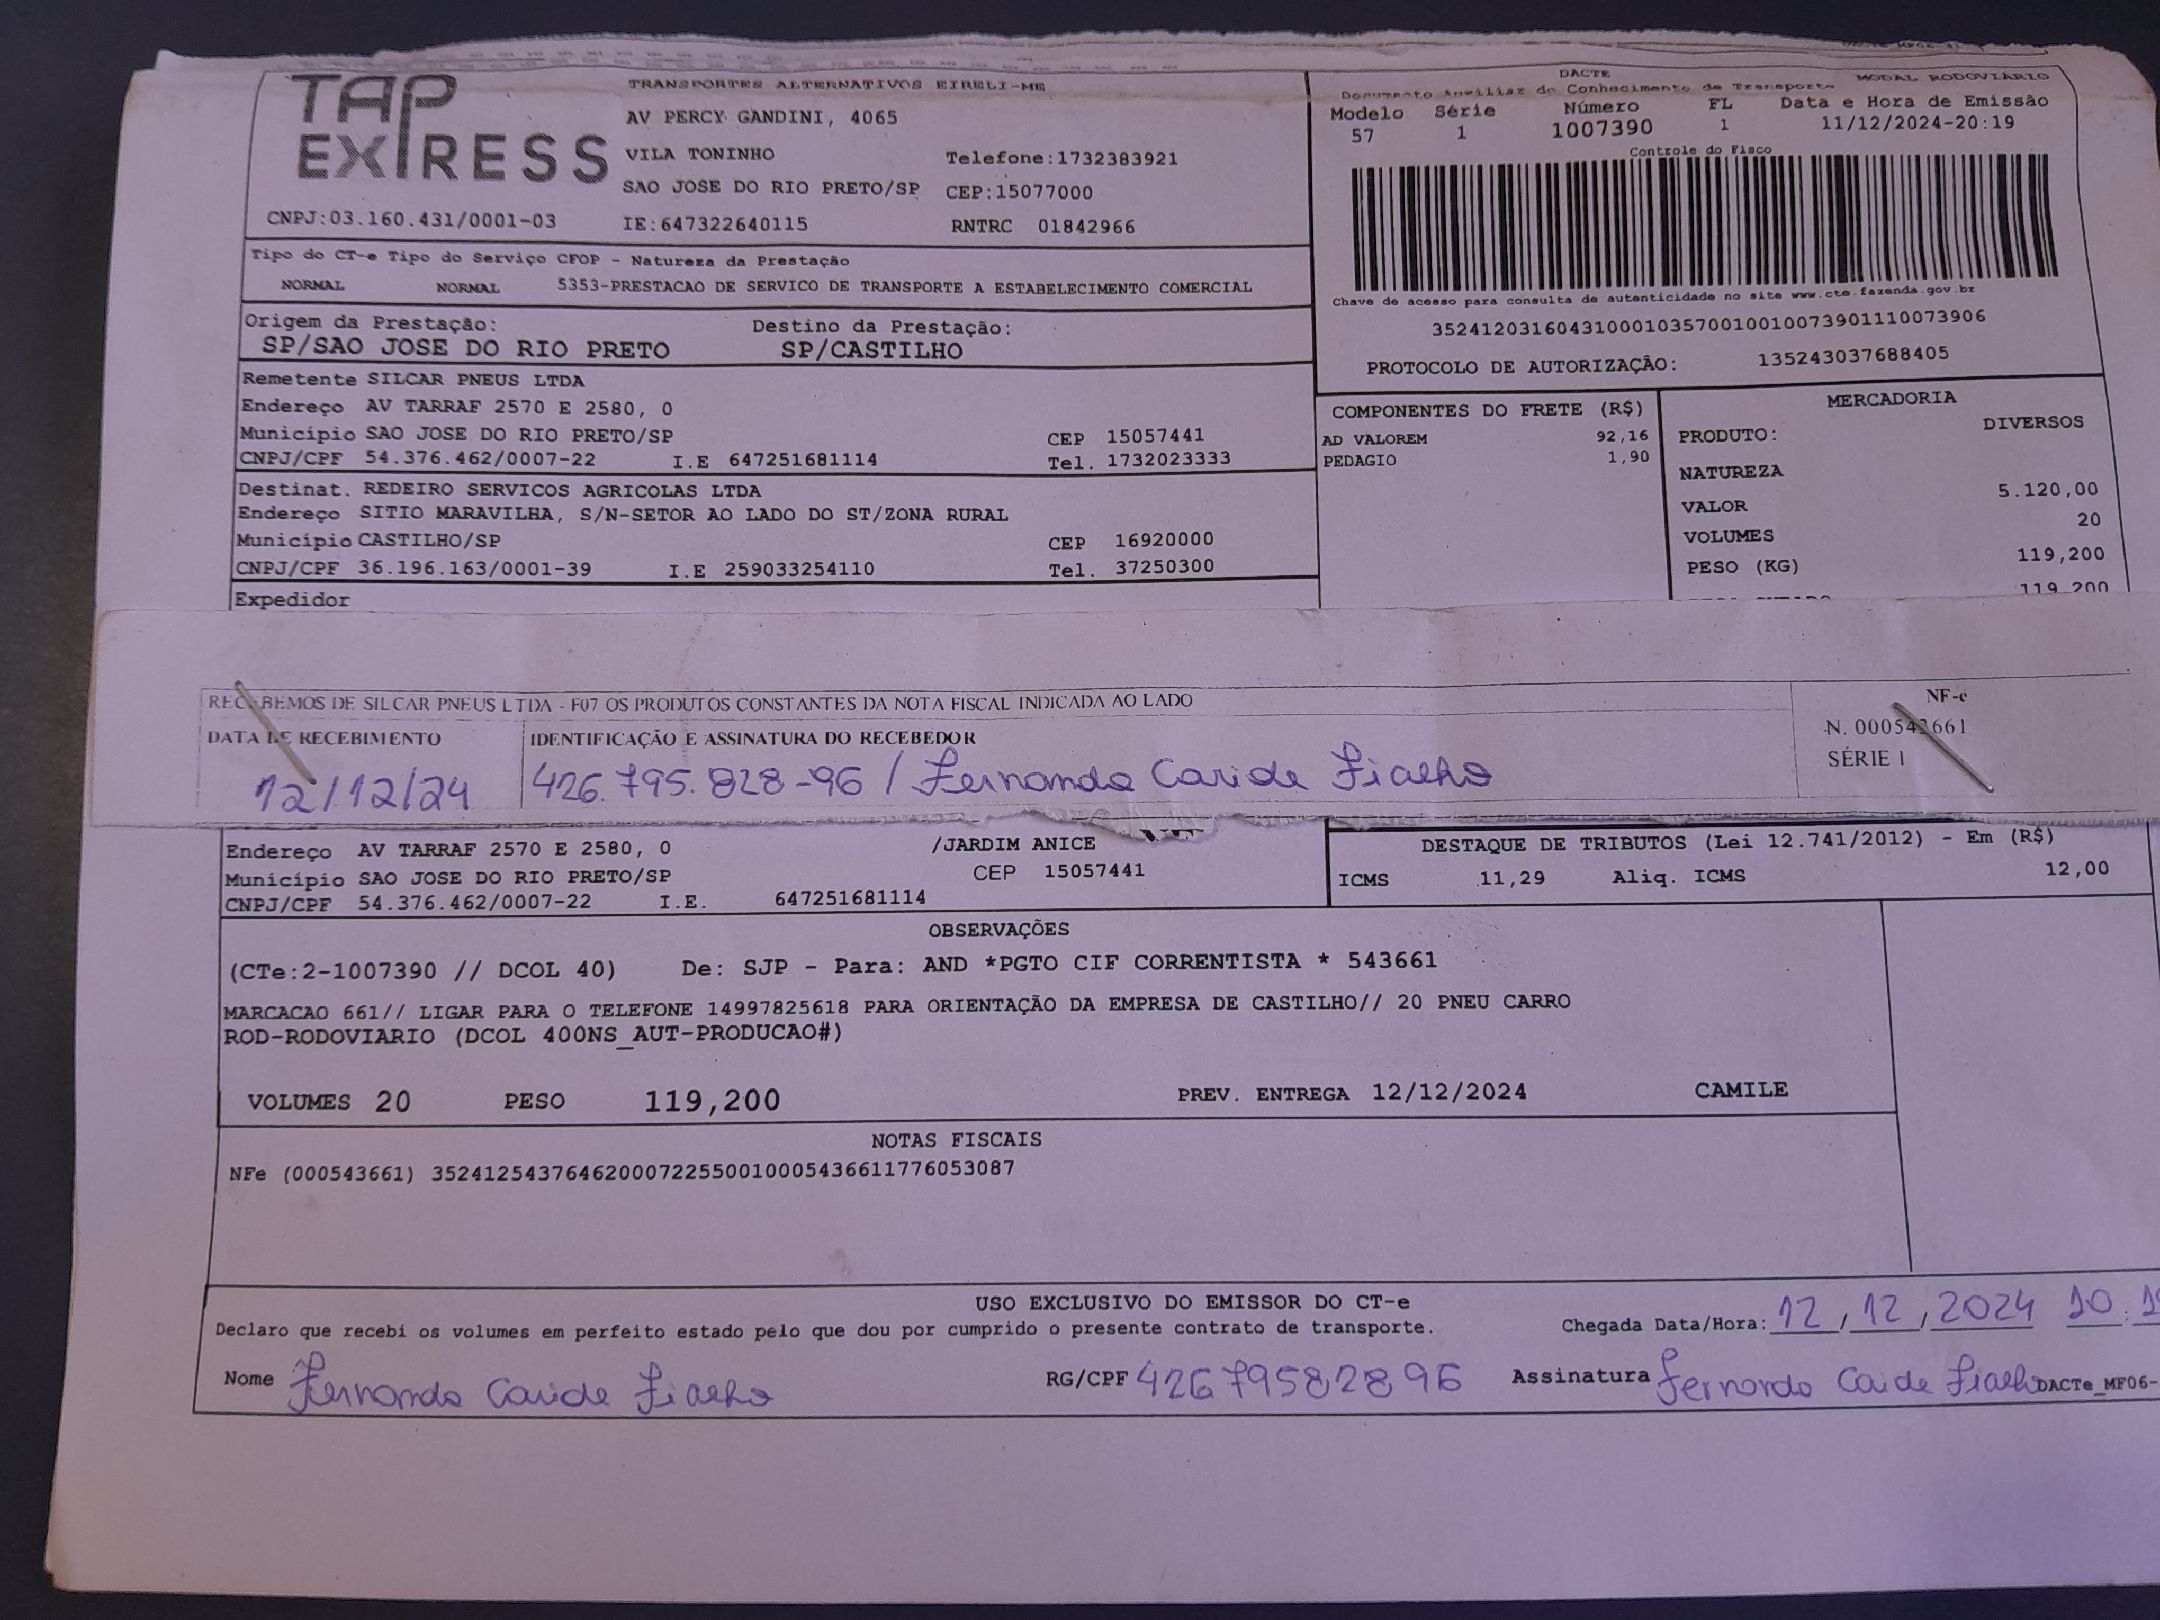 TAP EXPRESS
TRANSPORTES ALTERNATIVOS EIRELI-ME
AV PERCY GANDINI, 4065
VILA TONINHO Telefone:1732383921
SAO JOSE DO RIO PRETO/SP CEP:15077000
CNPJ:03.160.431/0001-03 IE:647322640115 RNTRC 01842966
DACTE MODAL RODOVIÁRIO
Documento Auxiliar do Conhecimento de Transporte
Modelo Série Número FL Data e Hora de Emissão
57 1 1007390 1 11/12/2024-20:19
Controle do Fisco
Chave de acesso para consulta de autenticidade no site www.cte.fazenda.gov.br
35241203160431000103570010010073901110073906
PROTOCOLO DE AUTORIZAÇÃO: 135243037688405
Tipo do CT-e Tipo do Serviço CFOP - Natureza da Prestação
NORMAL NORMAL 5353-PRESTACAO DE SERVICO DE TRANSPORTE A ESTABELECIMENTO COMERCIAL
Origem da Prestação: Destino da Prestação:
SP/SAO JOSE DO RIO PRETO SP/CASTILHO
Remetente SILCAR PNEUS LTDA
Endereço AV TARRAF 2570 E 2580, 0
Município SAO JOSE DO RIO PRETO/SP CEP 15057441
CNPJ/CPF 54.376.462/0007-22 I.E 647251681114 Tel. 1732023333
Destinat. REDEIRO SERVICOS AGRICOLAS LTDA
Endereço SITIO MARAVILHA, S/N-SETOR AO LADO DO ST/ZONA RURAL
Município CASTILHO/SP CEP 16920000
CNPJ/CPF 36.196.163/0001-39 I.E 259033254110 Tel. 37250300
Expedidor
COMPONENTES DO FRETE (R$)
AD VALOREM 92,16
PEDAGIO 1,90
MERCADORIA
PRODUTO: DIVERSOS
NATUREZA
VALOR 5.120,00
VOLUMES 20
PESO (KG) 119,200
119,200
RECEBEMOS DE SILCAR PNEUS LTDA - F07 OS PRODUTOS CONSTANTES DA NOTA FISCAL INDICADA AO LADO
DATA DE RECEBIMENTO IDENTIFICAÇÃO E ASSINATURA DO RECEBEDOR
12/12/24 426.795.828-96 / Fernando Caride Fialho
NF-e
N. 000543661
SÉRIE 1
Endereço AV TARRAF 2570 E 2580, 0 /JARDIM ANICE
Município SAO JOSE DO RIO PRETO/SP CEP 15057441
CNPJ/CPF 54.376.462/0007-22 I.E. 647251681114
DESTAQUE DE TRIBUTOS (Lei 12.741/2012) - Em (R$)
ICMS 11,29 Aliq. ICMS 12,00
OBSERVAÇÕES
(CTe:2-1007390 // DCOL 40) De: SJP - Para: AND *PGTO CIF CORRENTISTA * 543661
MARCACAO 661// LIGAR PARA O TELEFONE 14997825618 PARA ORIENTAÇÃO DA EMPRESA DE CASTILHO// 20 PNEU CARRO
ROD-RODOVIARIO (DCOL 400NS_AUT-PRODUCAO#)
VOLUMES 20 PESO 119,200 PREV. ENTREGA 12/12/2024 CAMILE
NOTAS FISCAIS
NFe (000543661) 35241254376462000722550010005436611776053087
USO EXCLUSIVO DO EMISSOR DO CT-e
Declaro que recebi os volumes em perfeito estado pelo que dou por cumprido o presente contrato de transporte. Chegada Data/Hora: 12/12/2024 10:1
Nome Fernando Caride Fialho RG/CPF 42679582896 Assinatura Fernando Caride Fialho DACTe_MF06-